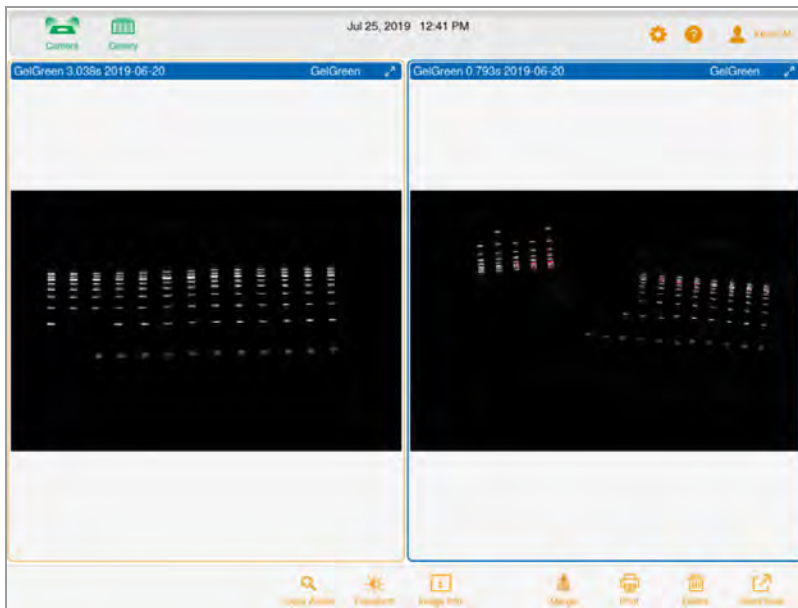 Jul 25, 2019 12:41 PM
Camera
Gallery
GelGreen 3.038s 2019-06-20 GelGreen
GelGreen 0.793s 2019-06-20 GelGreen
Image Info
Merge
Print
Delete